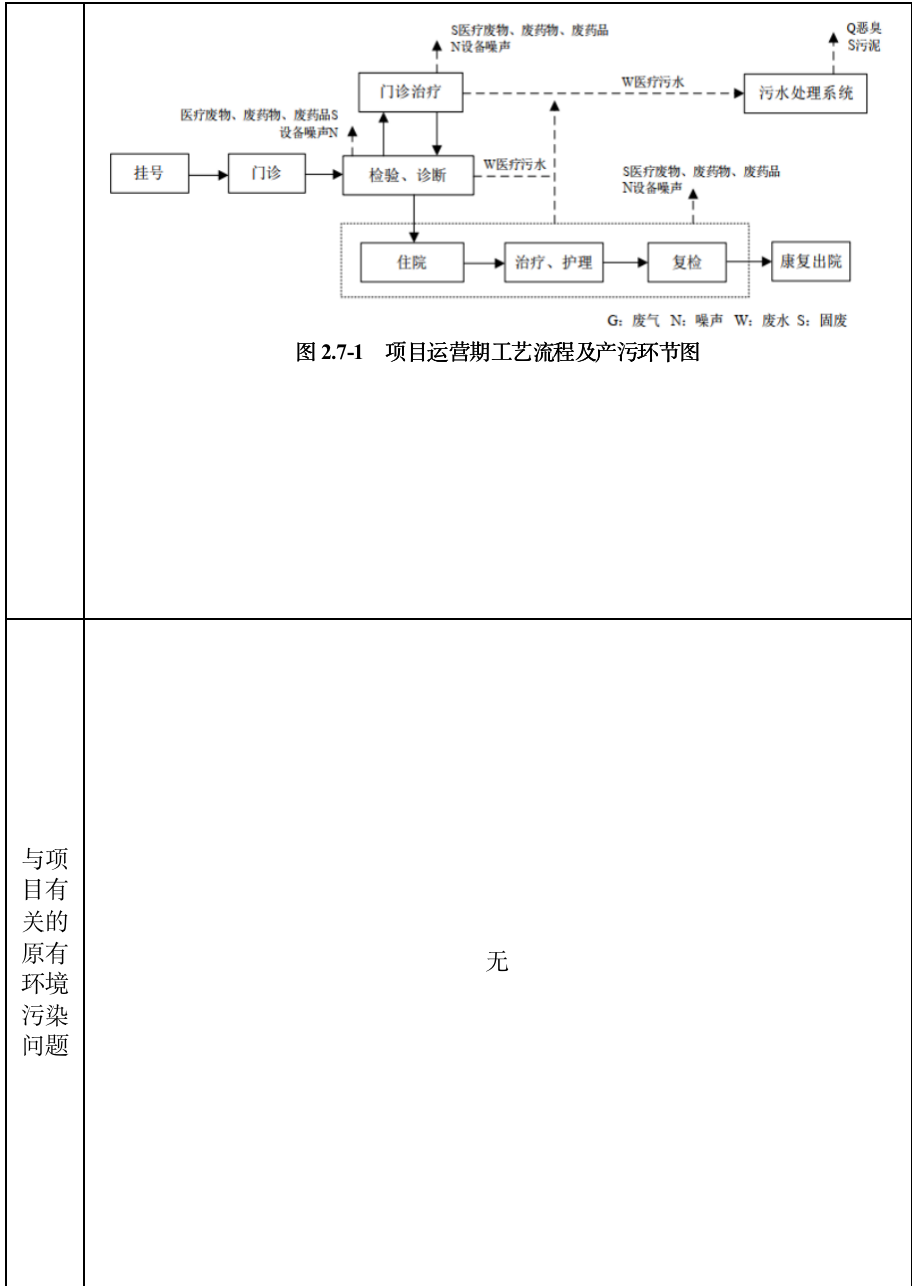 S医疗废物、废药物、废药品
N设备噪声
Q恶臭
S污泥
门诊治疗
W医疗污水
污水处理系统
医疗废物、废药物、废药品S
设备噪声N
挂号
门诊
检验、诊断
W医疗污水
S医疗废物、废药物、废药品
N设备噪声
住院
治疗、护理
复检
康复出院
G：废气 N：噪声 W：废水 S：固废
图 2.7-1 项目运营期工艺流程及产污环节图
与项
目有
关的
原有
环境
污染
问题
无